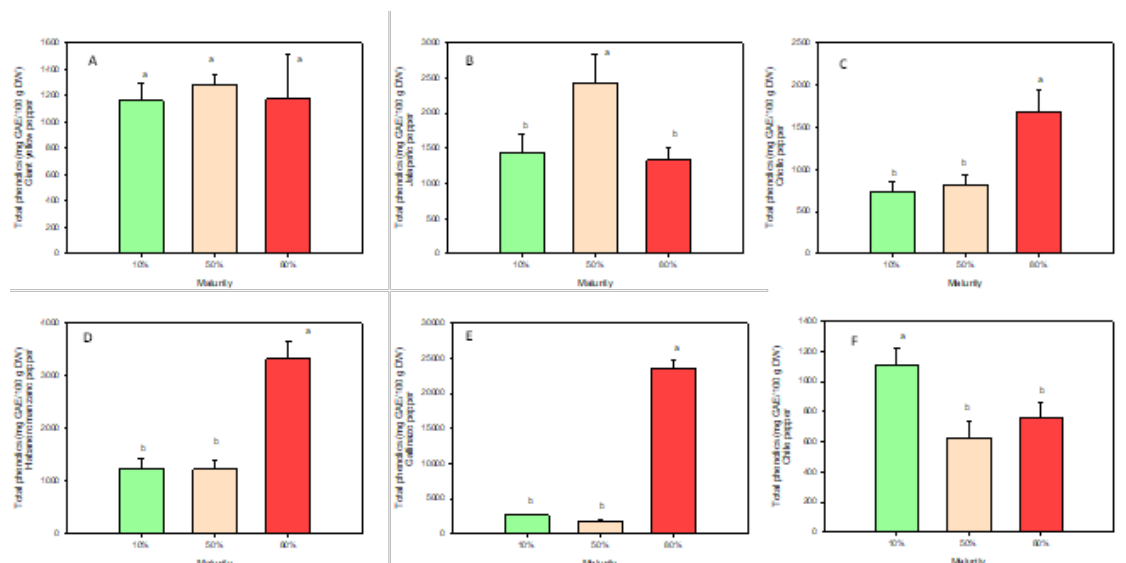 A
Total phenolics (mg GAE/100 g DW)
Giant yellow pepper
1600
1400
1200
1000
800
600
400
200
0
a
a
a
10%
50%
80%
Maturity
B
Total phenolics (mg GAE/100 g DW)
Jalapeño pepper
3000
2500
2000
1500
1000
500
0
b
a
b
10%
50%
80%
Maturity
C
Total phenolics (mg GAE/100 g DW)
Criollo pepper
2500
2000
1500
1000
500
0
b
b
a
10%
50%
80%
Maturity
D
Total phenolics (mg GAE/100 g DW)
Habanero manzano pepper
4000
3000
2000
1000
0
b
b
a
10%
50%
80%
Maturity
E
Total phenolics (mg GAE/100 g DW)
Gallinazo pepper
30000
25000
20000
15000
10000
5000
0
b
b
a
10%
50%
80%
Maturity
F
Total phenolics (mg GAE/100 g DW)
Chile pepper
1400
1200
1000
800
600
400
200
0
a
b
b
10%
50%
80%
Maturity